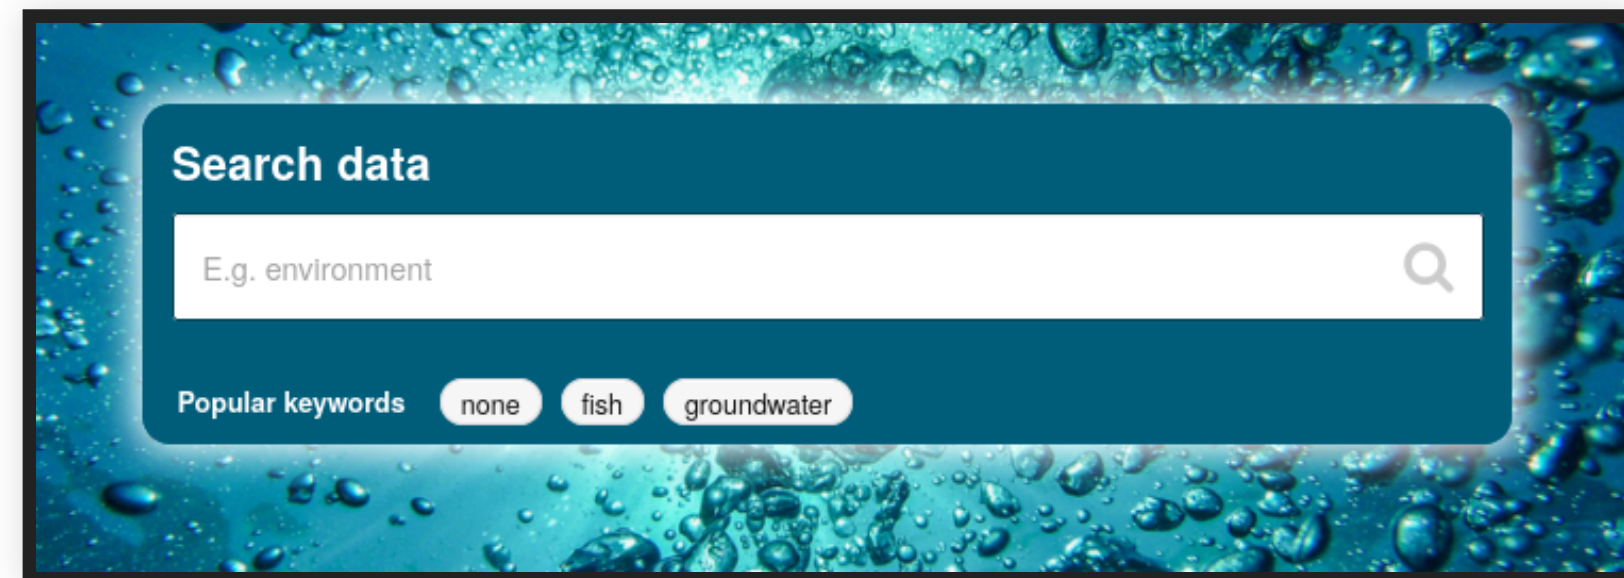 Search data
E.g. environment
Popular keywords none fish groundwater